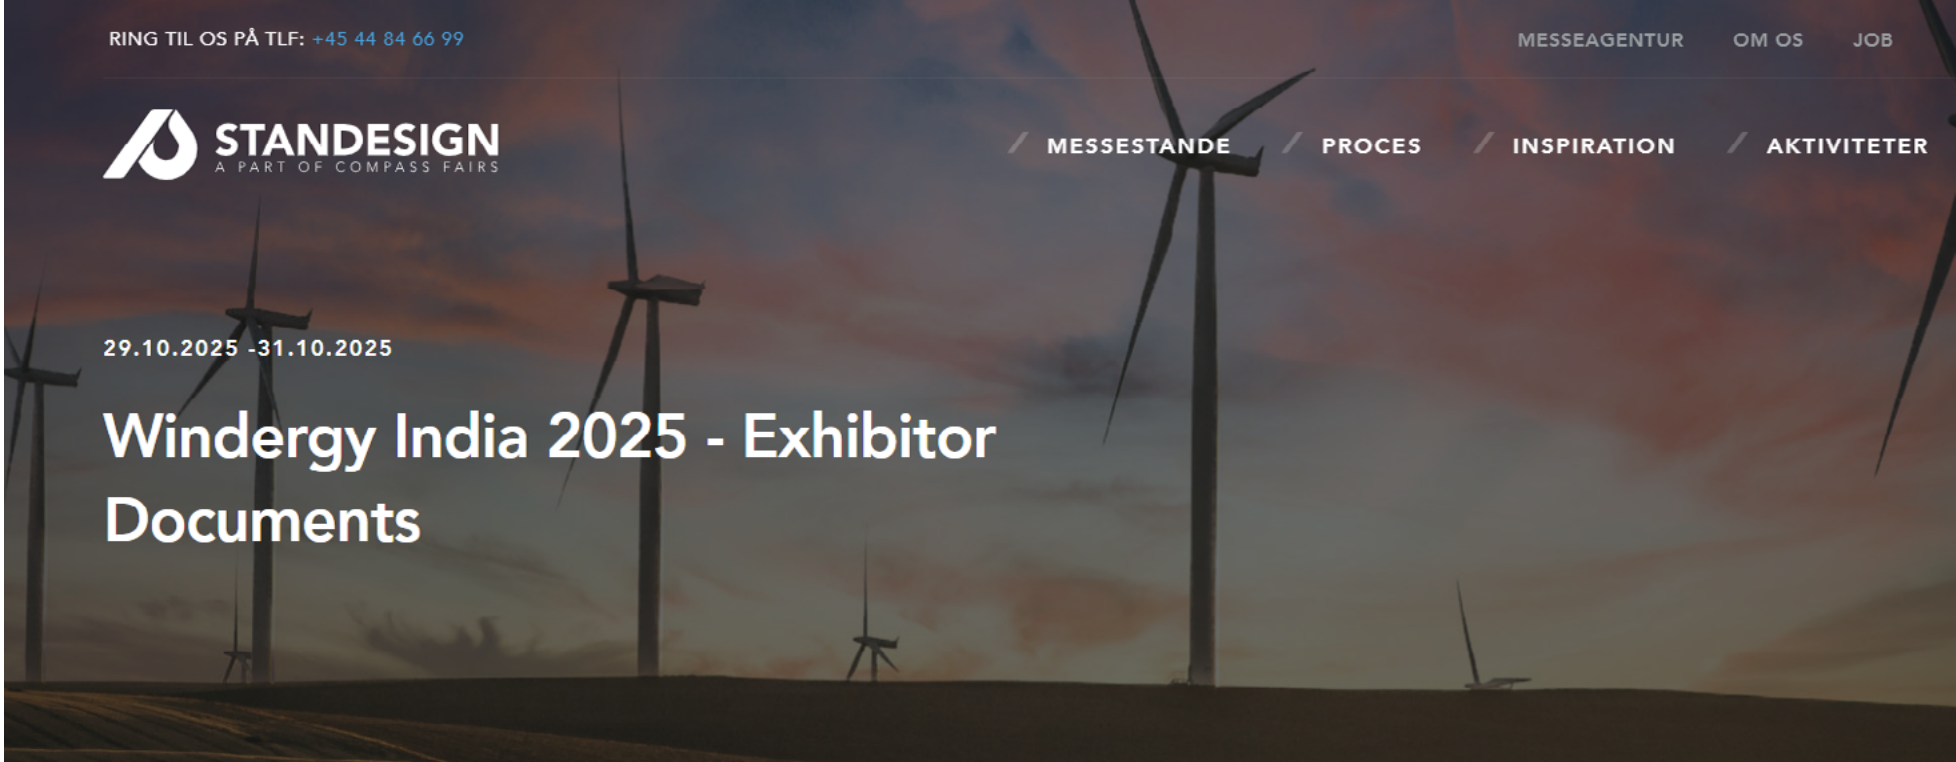 RING TIL OS PÅ TLF: +45 44 84 66 99
MESSEAGENTUR OM OS JOB
STANDESIGN
A PART OF COMPASS FAIRS
MESSESTANDE PROCES INSPIRATION AKTIVITETER
29.10.2025 -31.10.2025
Windergy India 2025 - Exhibitor
Documents